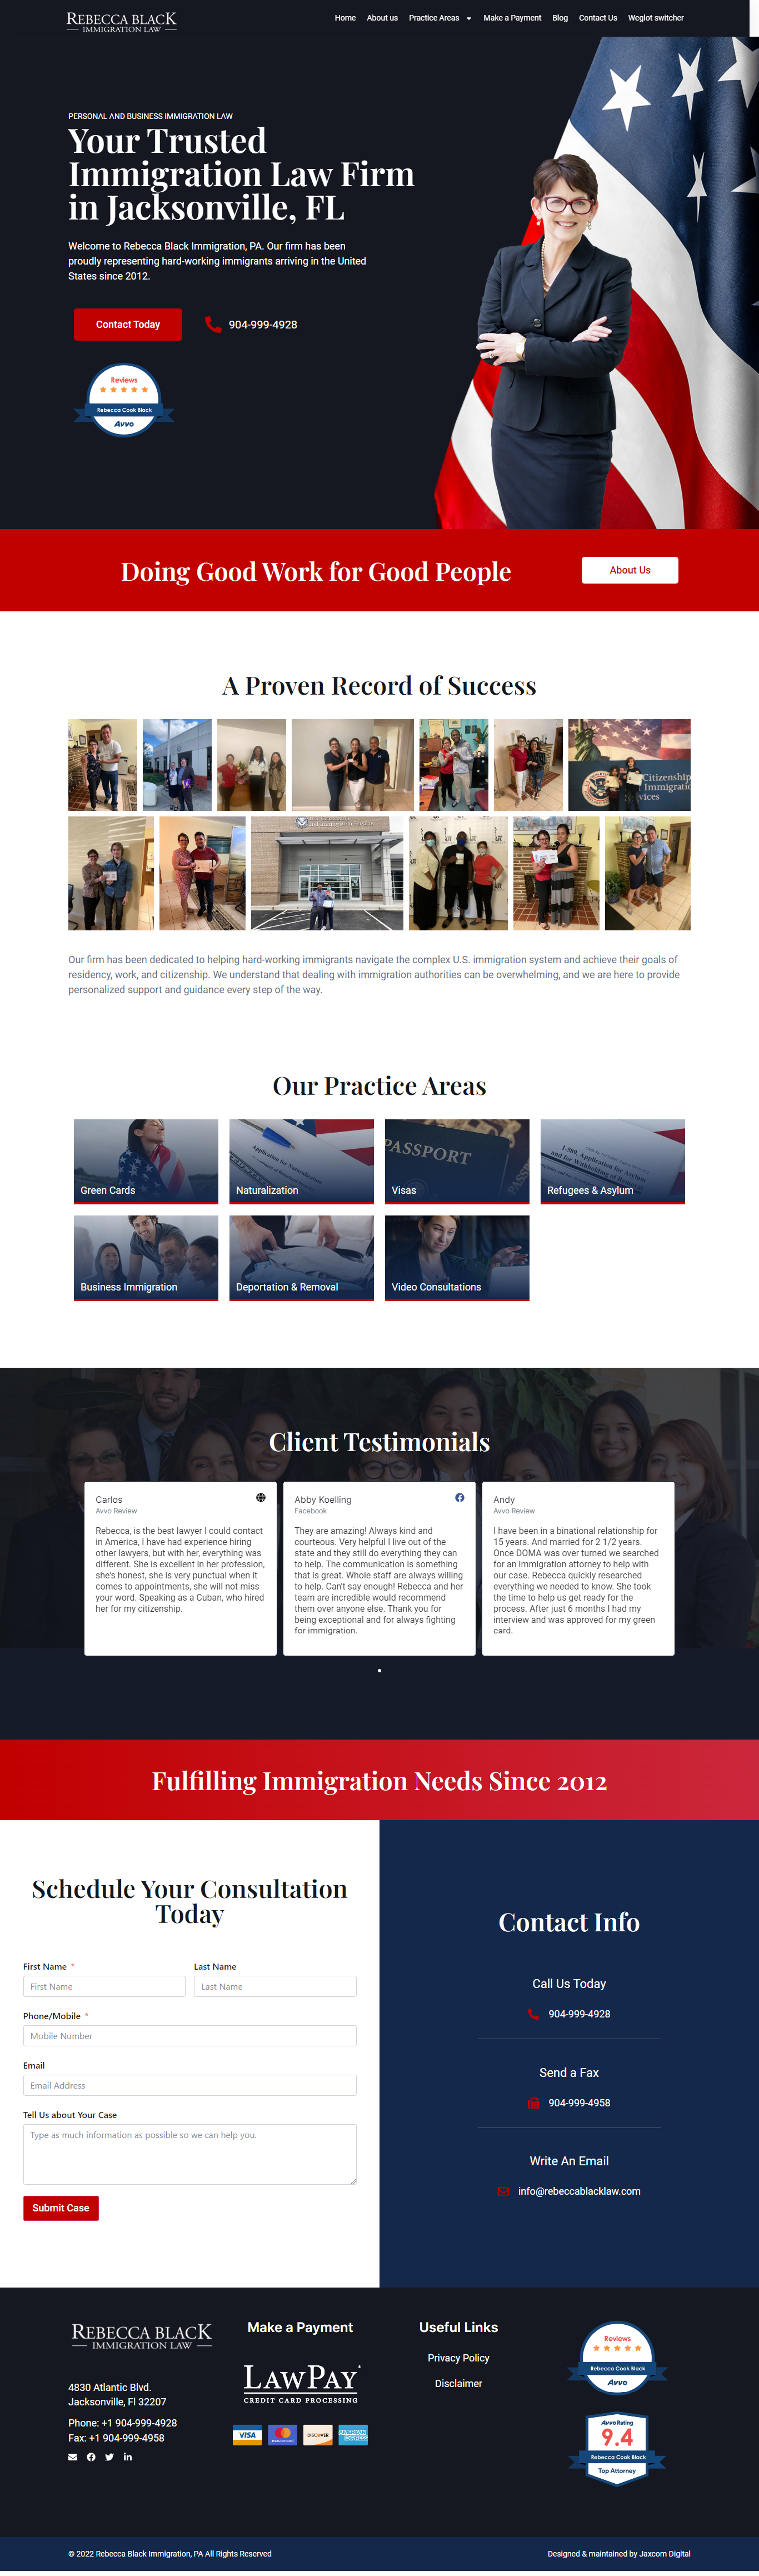 REBECCA BLACK
IMMIGRATION LAW
Home About us Practice Areas Make a Payment Blog Contact Us Weglot switcher
PERSONAL AND BUSINESS IMMIGRATION LAW
Your Trusted
Immigration Law Firm
in Jacksonville, FL
Welcome to Rebecca Black Immigration, PA. Our firm has been
proudly representing hard-working immigrants arriving in the United
States since 2012.
Contact Today
904-999-4928
Reviews
Rebecca Cook Black
Avvo
Doing Good Work for Good People
About Us
A Proven Record of Success
Citizenship
Immigratio
vices
Our firm has been dedicated to helping hard-working immigrants navigate the complex U.S. immigration system and achieve their goals of
residency, work, and citizenship. We understand that dealing with immigration authorities can be overwhelming, and we are here to provide
personalized support and guidance every step of the way.
Our Practice Areas
Green Cards
Application for Naturalization
Naturalization
PASSPORT
PASS
Visas
I-589, Application for Asylum
and for Withholding of Remov
Refugees & Asylum
Business Immigration
Deportation & Removal
Video Consultations
Client Testimonials
Carlos
Avvo Review
Rebecca, is the best lawyer I could contact
in America, I have had experience hiring
other lawyers, but with her, everything was
different. She is excellent in her profession,
she's honest, she is very punctual when it
comes to appointments, she will not miss
your word. Speaking as a Cuban, who hired
her for my citizenship.
Abby Koelling
Facebook
They are amazing! Always kind and
courteous. Very helpful I live out of the
state and they still do everything they can
to help. The communication is something
that is great. Whole staff are always willing
to help. Can't say enough! Rebecca and her
team are incredible would recommend
them over anyone else. Thank you for
being exceptional and for always fighting
for immigration.
Andy
Avvo Review
I have been in a binational relationship for
15 years. And married for 2 1/2 years.
Once DOMA was over turned we searched
for an immigration attorney to help with
our case. Rebecca quickly researched
everything we needed to know. She took
the time to help us get ready for the
process. After just 6 months I had my
interview and was approved for my green
card.
Fulfilling Immigration Needs Since 2012
Schedule Your Consultation
Today
First Name *
First Name
Last Name
Last Name
Phone/Mobile *
Mobile Number
Email
Email Address
Tell Us about Your Case
Type as much information as possible so we can help you.
Submit Case
Contact Info
Call Us Today
904-999-4928
Send a Fax
904-999-4958
Write An Email
info@rebeccablacklaw.com
REBECCA BLACK
IMMIGRATION LAW
4830 Atlantic Blvd.
Jacksonville, Fl 32207
Phone: +1 904-999-4928
Fax: +1 904-999-4958
Make a Payment
LAWPAY
CREDIT CARD PROCESSING
VISA
mastercard
DISCOVER
AMERICAN EXPRESS
Useful Links
Privacy Policy
Disclaimer
Reviews
Rebecca Cook Black
Avvo
Avvo Rating
9.4
Rebecca Cook Black
Top Attorney
© 2022 Rebecca Black Immigration, PA All Rights Reserved
Designed & maintained by Jaxcom Digital